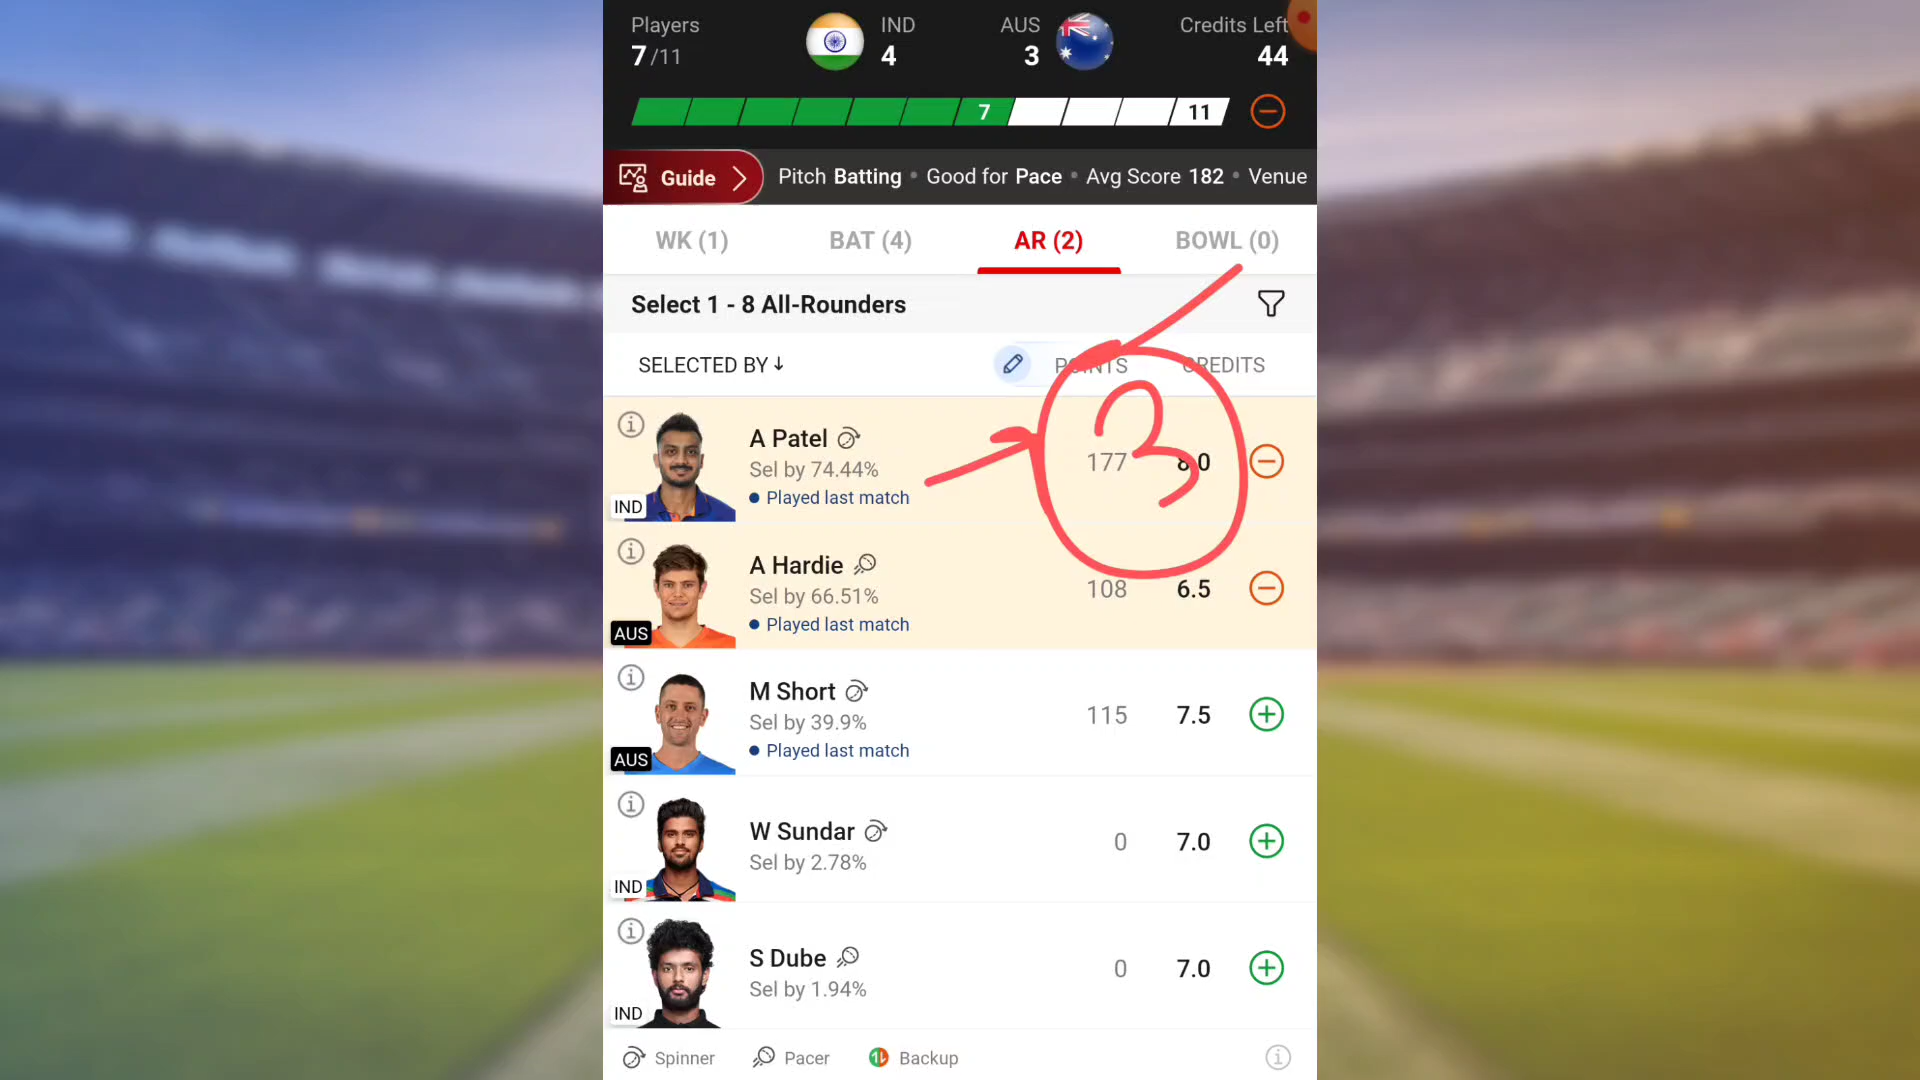 Players IND AUS Credits Left
7/11 4 3 44
7 11
Guide Pitch Batting • Good for Pace • Avg Score 182 • Venue
WK (1) BAT (4) AR (2) BOWL (0)
Select 1 - 8 All-Rounders
SELECTED BY↓ POINTS CREDITS
3
A Patel
Sel by 74.44% 177 8.0
Played last match
IND
A Hardie
Sel by 66.51% 108 6.5
Played last match
AUS
M Short
Sel by 39.9% 115 7.5
Played last match
AUS
W Sundar
Sel by 2.78% 0 7.0
IND
S Dube
Sel by 1.94% 0 7.0
IND
Spinner Pacer Backup